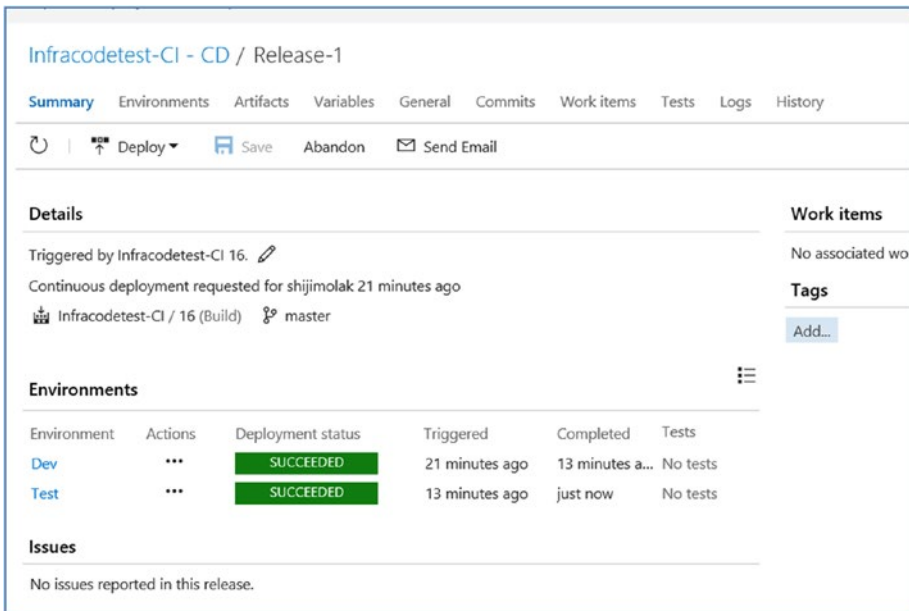 Infracodetest-CI - CD / Release-1
Summary Environments Artifacts Variables General Commits Work items Tests Logs History
Deploy Save Abandon Send Email
Details
Triggered by Infracodetest-CI 16.
Continuous deployment requested for shijimolak 21 minutes ago
Infracodetest-CI / 16 (Build) master
Work items
No associated wo
Tags
Add...
Environments
Environment Actions Deployment status Triggered Completed Tests
Dev ... SUCCEEDED 21 minutes ago 13 minutes a... No tests
Test ... SUCCEEDED 13 minutes ago just now No tests
Issues
No issues reported in this release.